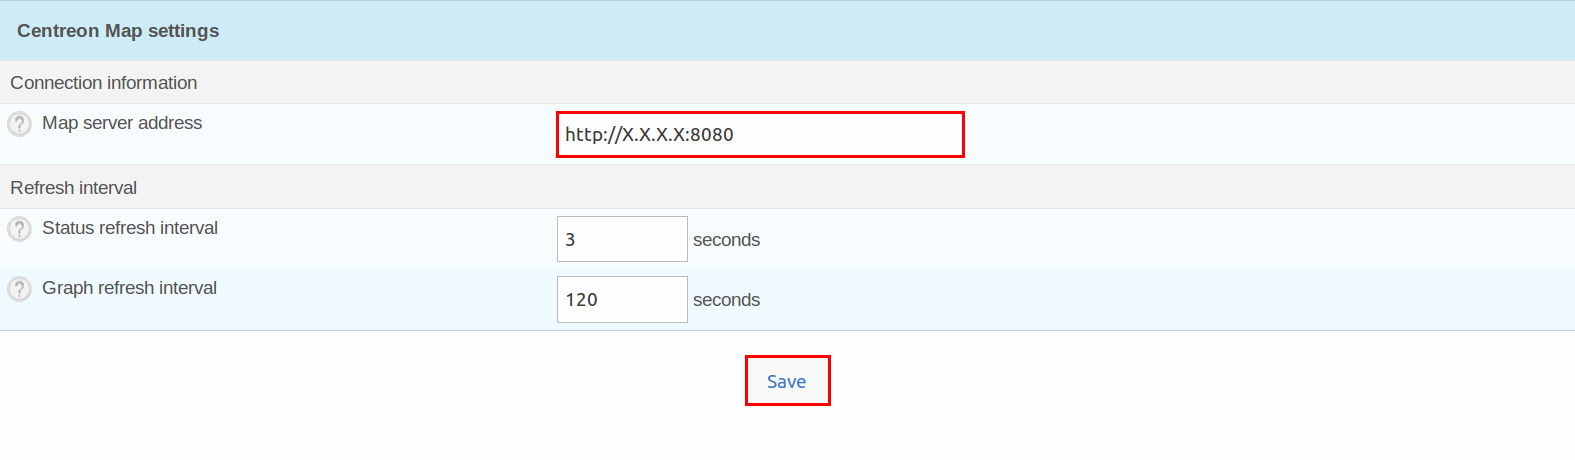 Centreon Map settings
Connection information
? Map server address http://X.X.X.X:8080
Refresh interval
? Status refresh interval 3 seconds
? Graph refresh interval 120 seconds
Save